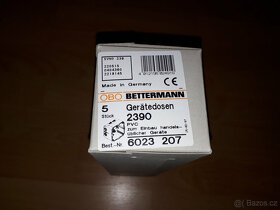 Made in Germany
OBO BETTERMANN
5 Gerätedosen
Stück 2390
PVC
zum Einbau handels-
üblicher Geräte
Best.-Nr. 6023 207
bazos.cz